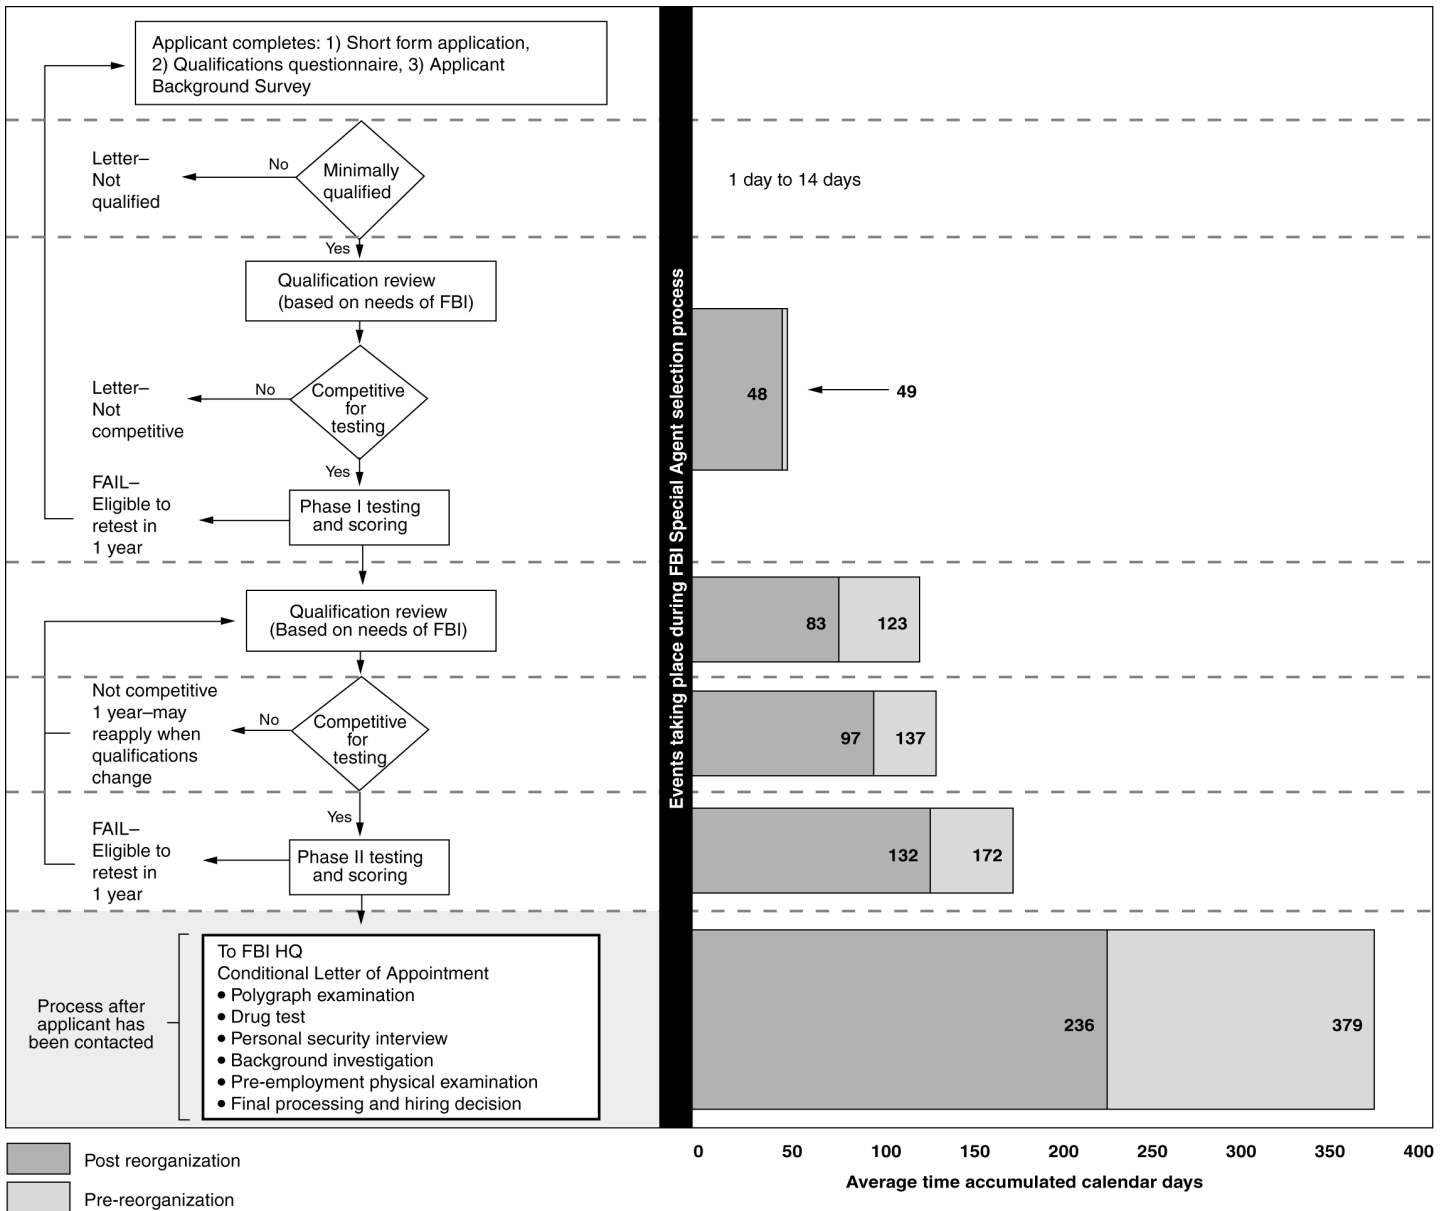 Applicant completes: 1) Short form application,
2) Qualifications questionnaire, 3) Applicant
Background Survey
Letter–
Not
qualified
No
Minimally
qualified
1 day to 14 days
Yes
Qualification review
(based on needs of FBI)
Letter–
Not
competitive
No
Competitive
for
testing
48
49
Yes
FAIL–
Eligible to
retest in
1 year
Phase I testing
and scoring
Qualification review
(Based on needs of FBI)
83
123
Not competitive
1 year–may
reapply when
qualifications
change
No
Competitive
for
testing
97
137
Yes
FAIL–
Eligible to
retest in
1 year
Phase II testing
and scoring
132
172
Process after
applicant has
been contacted
To FBI HQ
Conditional Letter of Appointment
• Polygraph examination
• Drug test
• Personal security interview
• Background investigation
• Pre-employment physical examination
• Final processing and hiring decision
236
379
Events taking place during FBI Special Agent selection process
0 50 100 150 200 250 300 350 400
Average time accumulated calendar days
Post reorganization
Pre-reorganization